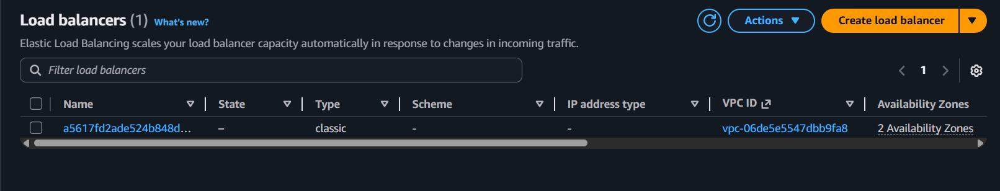 Load balancers (1) What's new?
Actions
Create load balancer
Elastic Load Balancing scales your load balancer capacity automatically in response to changes in incoming traffic.
Filter load balancers
1
Name State Type Scheme IP address type VPC ID Availability Zones
a5617fd2ade524b848d... – classic - - vpc-06de5e5547dbb9fa8 2 Availability Zones